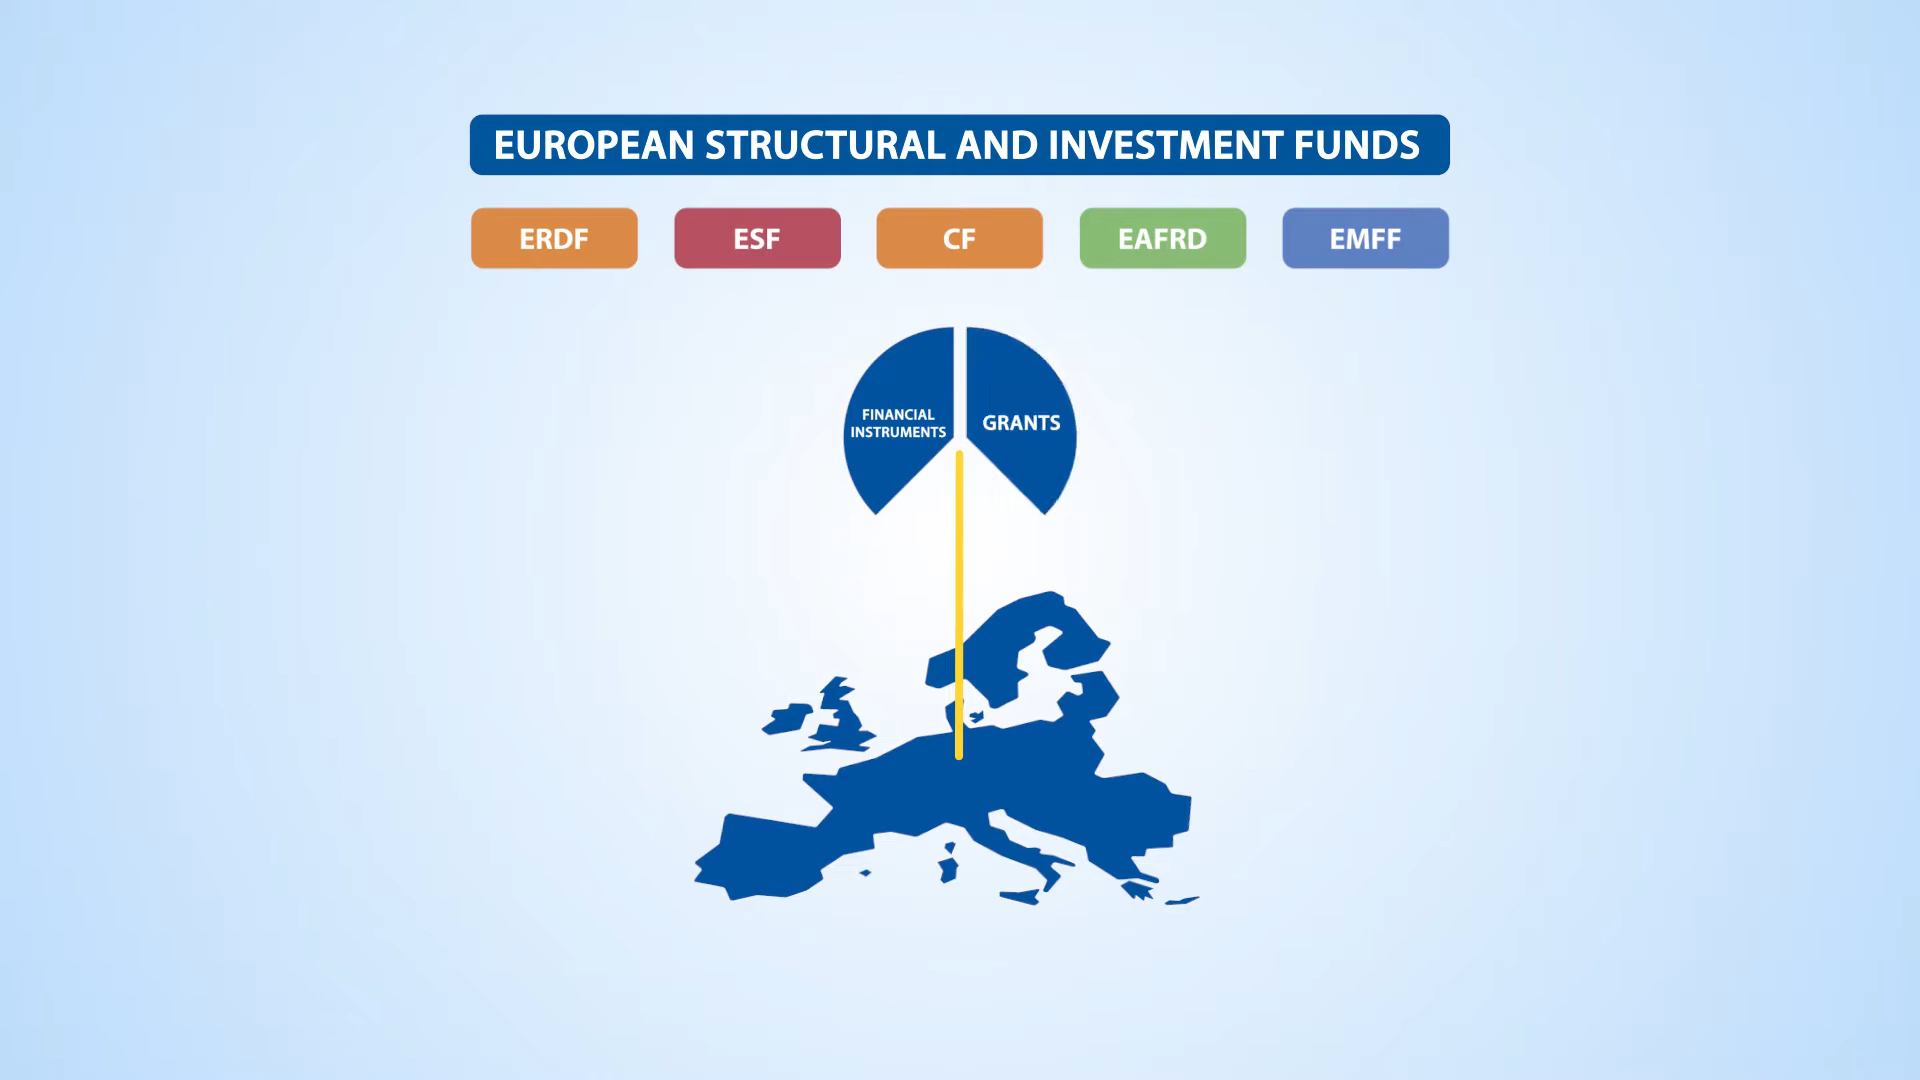 EUROPEAN STRUCTURAL AND INVESTMENT FUNDS
ERDF
ESF
CF
EAFRD
EMFF
FINANCIAL
INSTRUMENTS
GRANTS